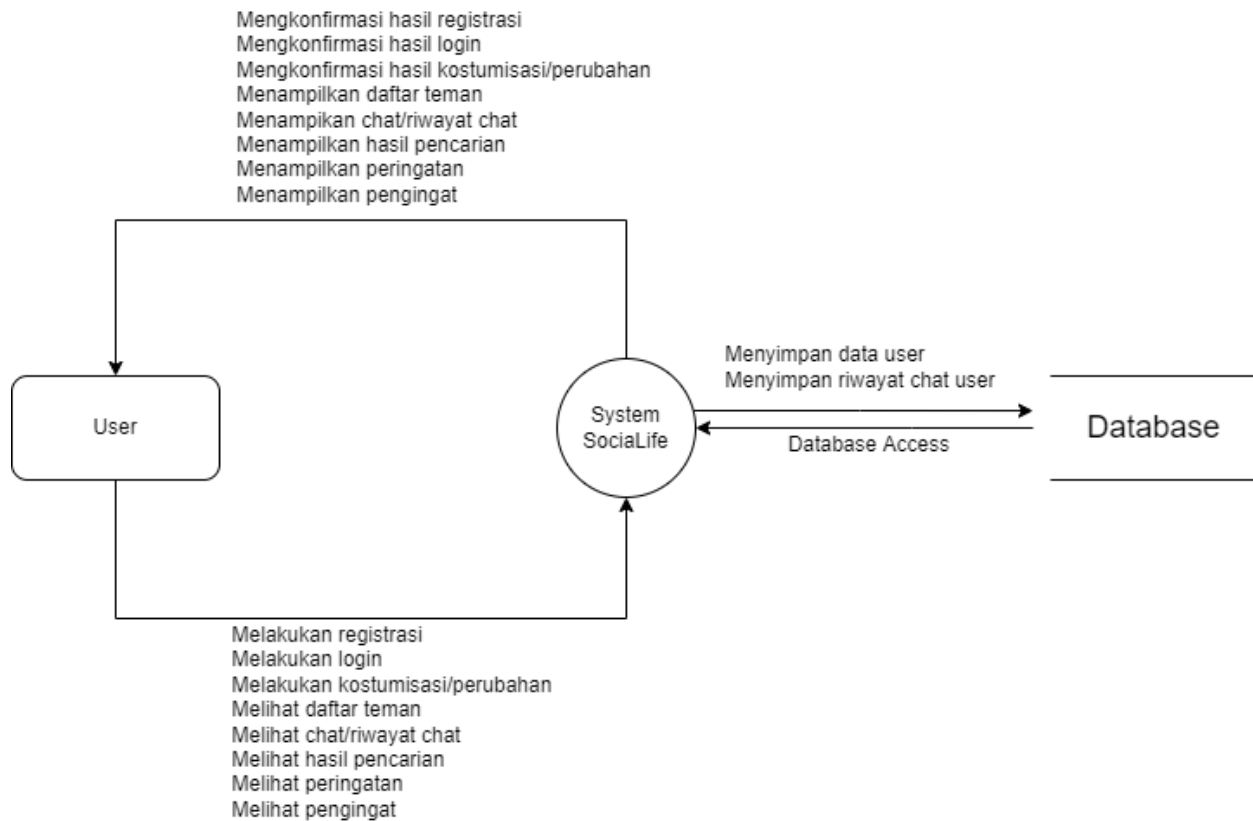 Mengkonfirmasi hasil registrasi
Mengkonfirmasi hasil login
Mengkonfirmasi hasil kostumisasi/perubahan
Menampilkan daftar teman
Menampikan chat/riwayat chat
Menampilkan hasil pencarian
Menampilkan peringatan
Menampilkan pengingat
User
System
SociaLife
Menyimpan data user
Menyimpan riwayat chat user
Database Access
Database
Melakukan registrasi
Melakukan login
Melakukan kostumisasi/perubahan
Melihat daftar teman
Melihat chat/riwayat chat
Melihat hasil pencarian
Melihat peringatan
Melihat pengingat